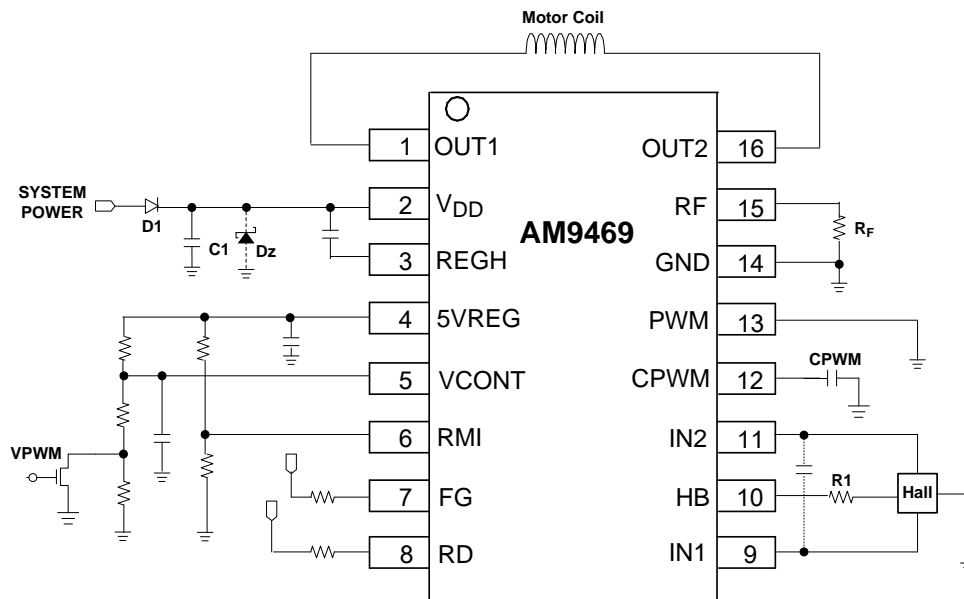 Motor Coil
1 OUT1
OUT2 16
SYSTEM
POWER
D1
C1
Dz
2 VDD
RF 15
RF
AM9469
3 REGH
GND 14
4 5VREG
PWM 13
5 VCONT
CPWM 12
CPWM
6 RMI
IN2 11
VPWM
7 FG
HB 10
R1
Hall
8 RD
IN1 9